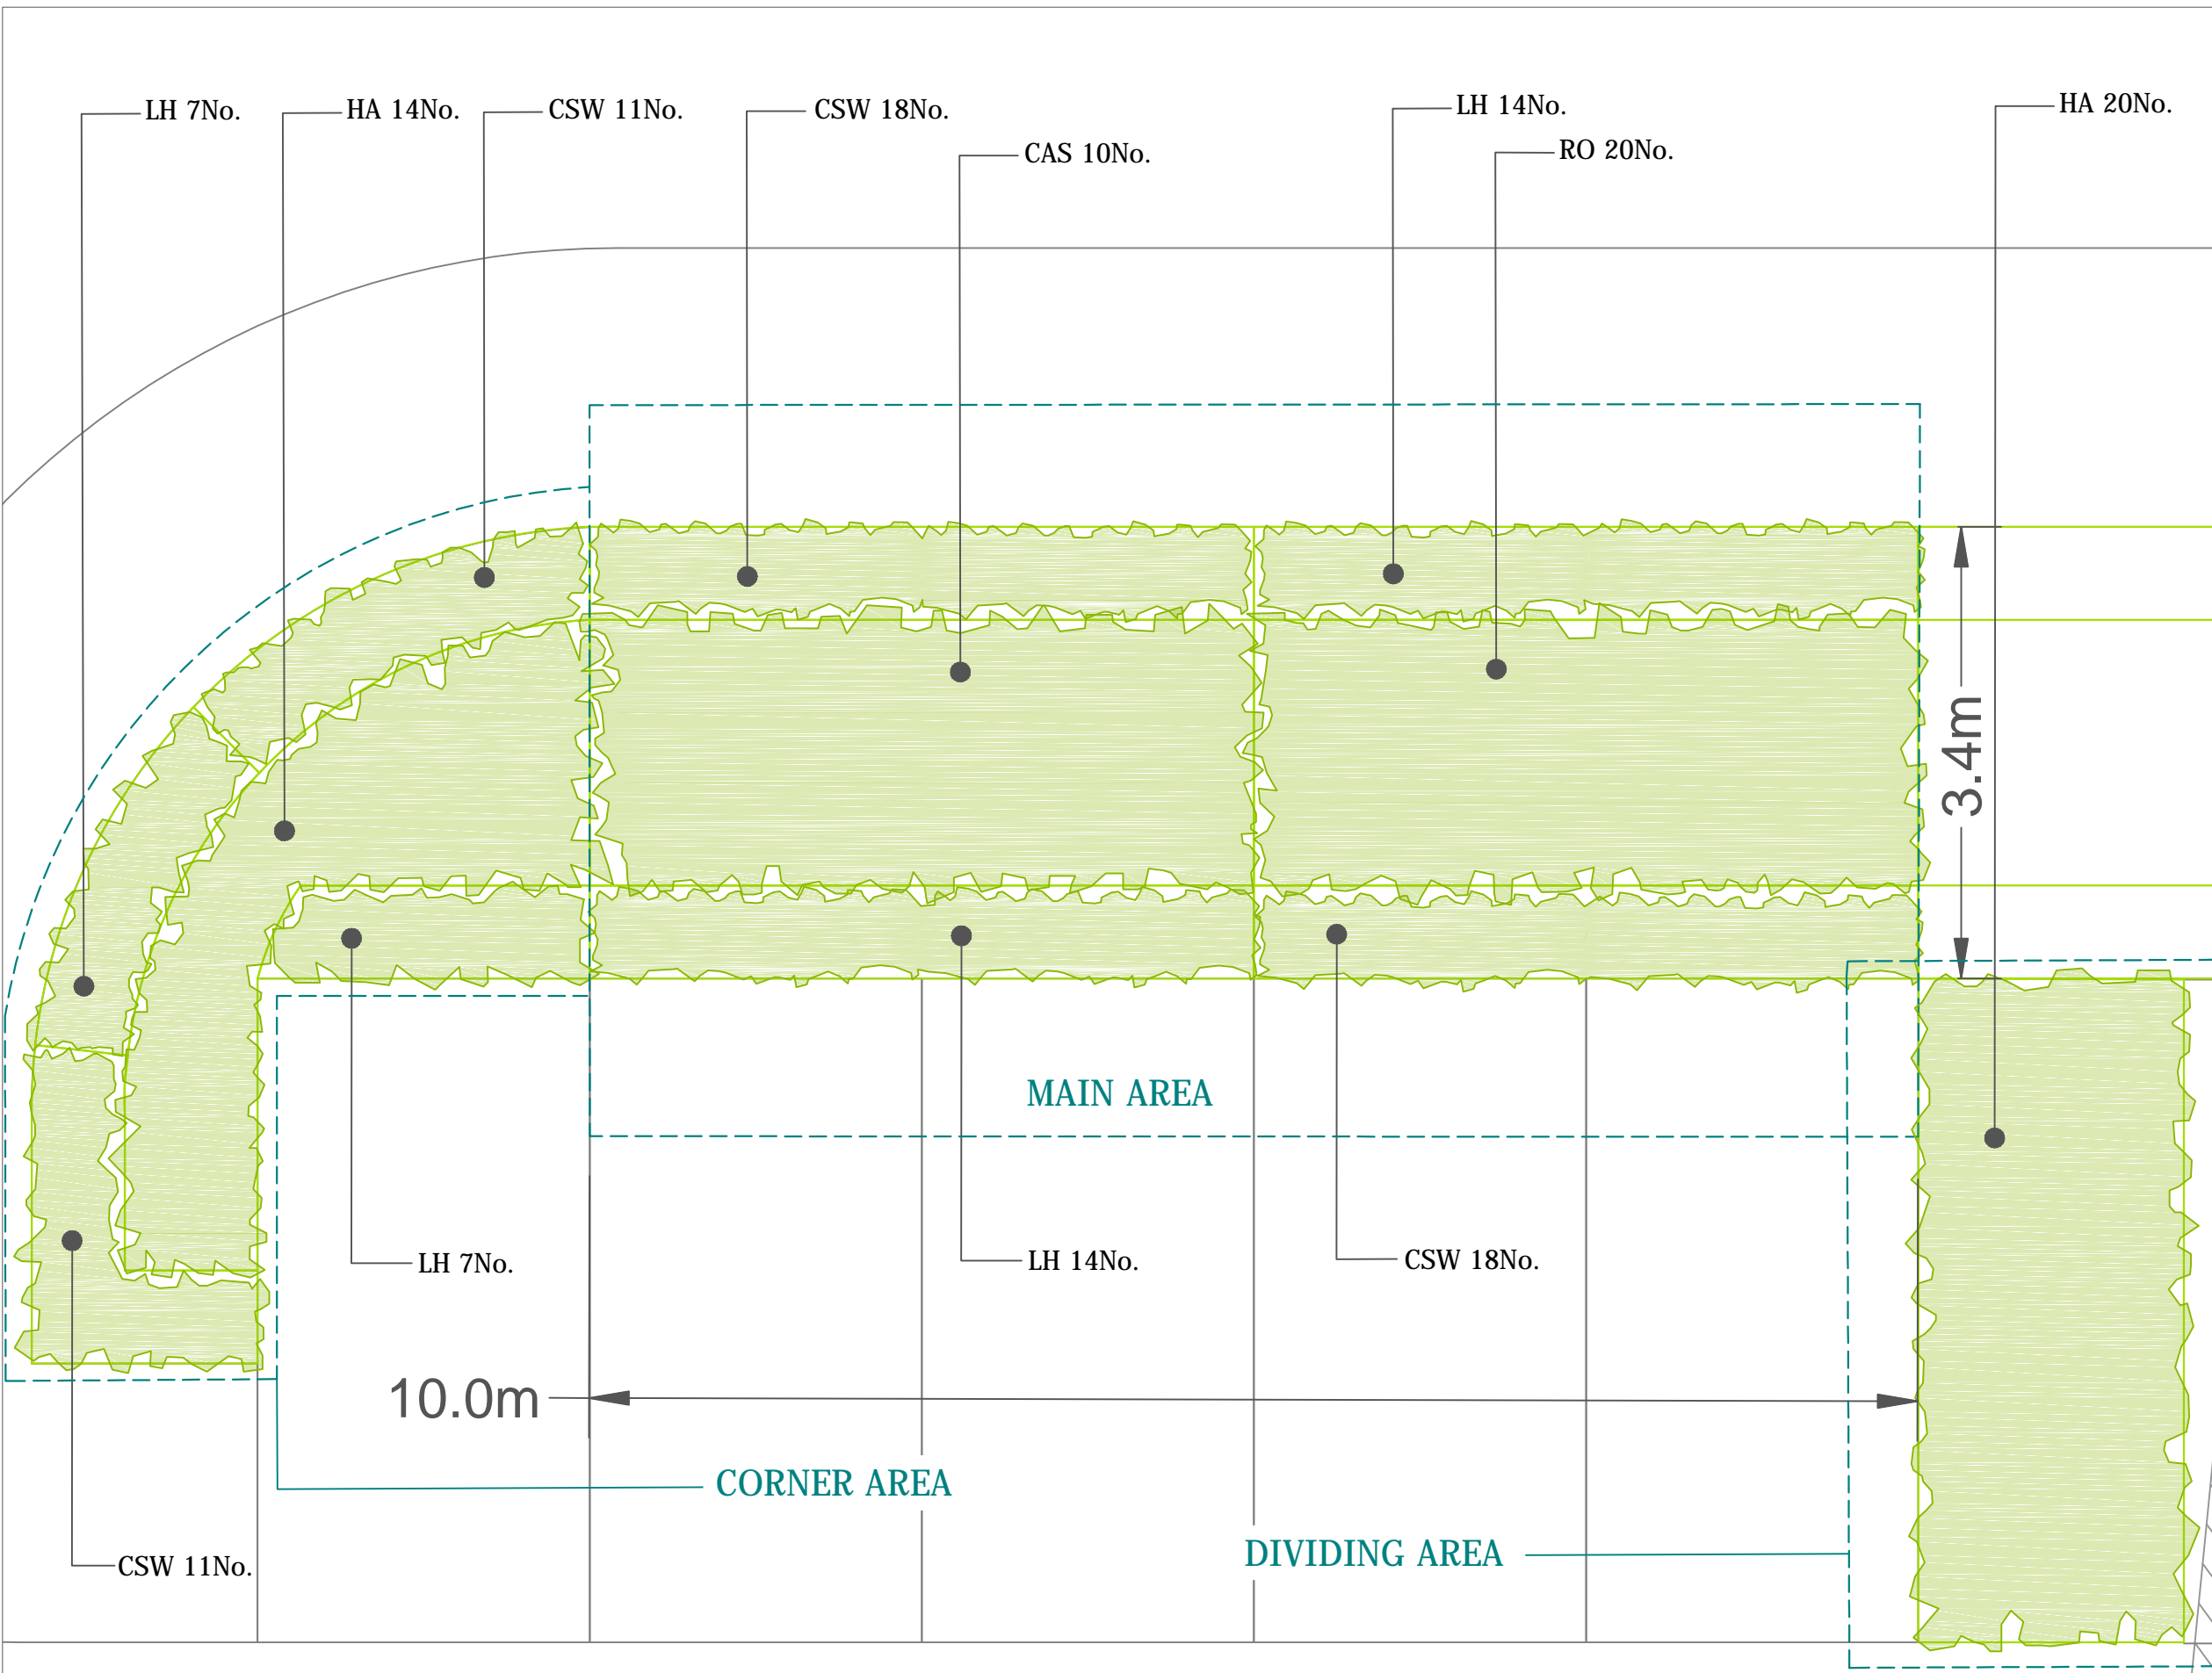 LH 7No.
HA 14No.
CSW 11No.
CSW 18No.
CAS 10No.
LH 14No.
RO 20No.
HA 20No.
3.4m
MAIN AREA
LH 7No.
LH 14No.
CSW 18No.
10.0m
CORNER AREA
DIVIDING AREA
CSW 11No.